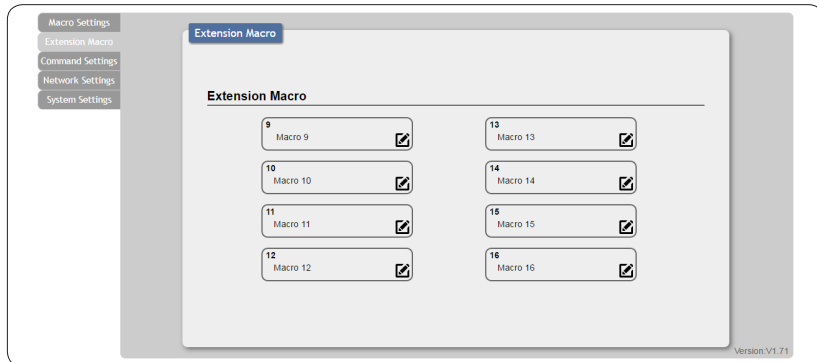 Macro Settings
Extension Macro
Command Settings
Network Settings
System Settings
Extension Macro
Extension Macro
9
Macro 9
10
Macro 10
11
Macro 11
12
Macro 12
13
Macro 13
14
Macro 14
15
Macro 15
16
Macro 16
Version:V1.71